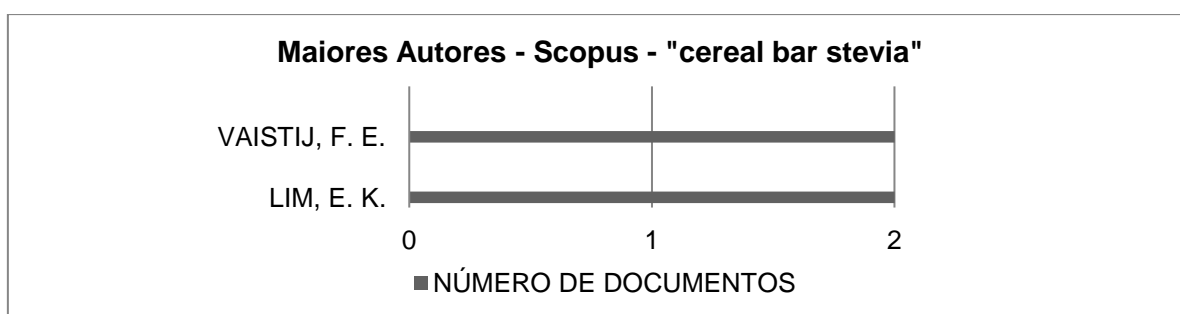 Maiores Autores - Scopus - "cereal bar stevia"
VAISTIJ, F. E.
LIM, E. K.
0 1 2
NÚMERO DE DOCUMENTOS